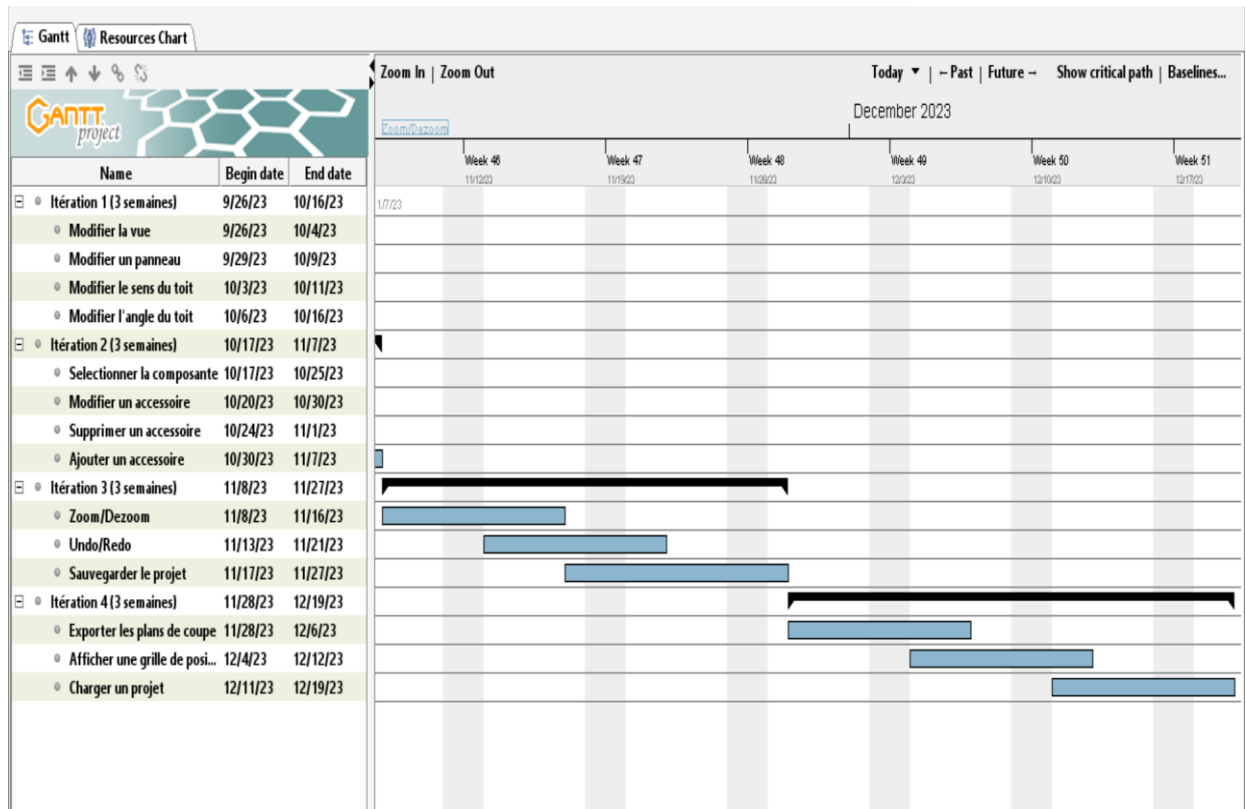 Gantt Resources Chart
Zoom In | Zoom Out Today ▼ | ←Past | Future→ Show critical path | Baselines...
GANTT
project
December 2023
Zoom/Dezoom
Week 46 Week 47 Week 48 Week 49 Week 50 Week 51
11/12/23 11/19/23 11/26/23 12/3/23 12/10/23 12/17/23
Name Begin date End date
Itération 1 (3 semaines) 9/26/23 10/16/23 1/7/23
Modifier la vue 9/26/23 10/4/23
Modifier un panneau 9/29/23 10/9/23
Modifier le sens du toit 10/3/23 10/11/23
Modifier l'angle du toit 10/6/23 10/16/23
Itération 2 (3 semaines) 10/17/23 11/7/23
Selectionner la composante 10/17/23 10/25/23
Modifier un accessoire 10/20/23 10/30/23
Supprimer un accessoire 10/24/23 11/1/23
Ajouter un accessoire 10/30/23 11/7/23
Itération 3 (3 semaines) 11/8/23 11/27/23
Zoom/Dezoom 11/8/23 11/16/23
Undo/Redo 11/13/23 11/21/23
Sauvegarder le projet 11/17/23 11/27/23
Itération 4 (3 semaines) 11/28/23 12/19/23
Exporter les plans de coupe 11/28/23 12/6/23
Afficher une grille de posi... 12/4/23 12/12/23
Charger un projet 12/11/23 12/19/23